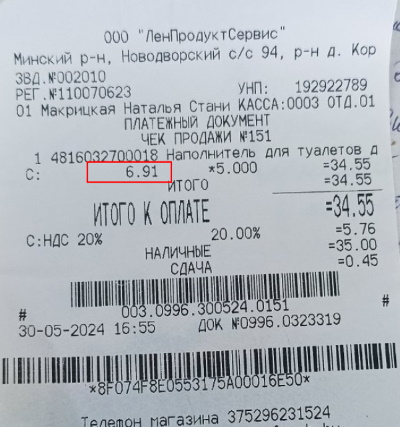 ООО "ЛенПродуктСервис"
Минский р-н, Новодворский с/с 94, р-н д. Кор
ЗВД.№002010
РЕГ.№110070623 УНП: 192922789
01 Макрицкая Наталья Стани КАССА:0003 ОТД.01
ПЛАТЕЖНЫЙ ДОКУМЕНТ
ЧЕК ПРОДАЖИ №151
1 4816032700018 Наполнитель для туалетов д
С: 6.91 *5.000 =34.55
ИТОГО =34.55
ИТОГО К ОПЛАТЕ =34.55
С:НДС 20% 20.00% =5.76
НАЛИЧНЫЕ =35.00
СДАЧА =0.45
# 003.0996.300524.0151 #
30-05-2024 16:55 ДОК №0996.0323319
*8F074F8E0553175A00016E50*
Телефон магазина 375296231524